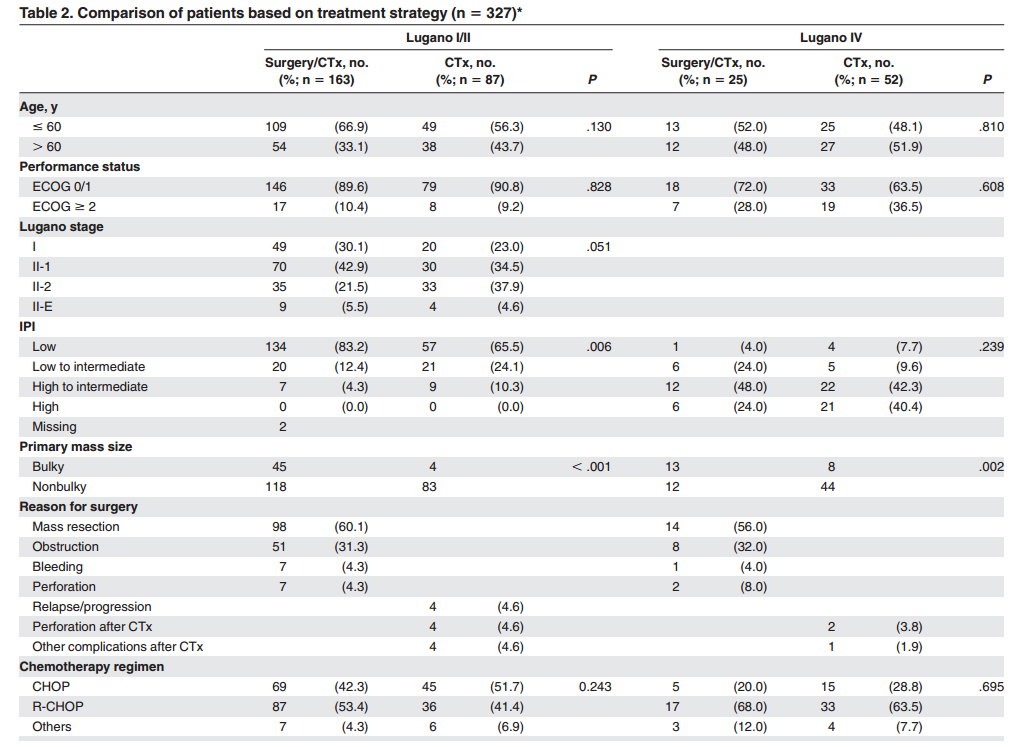 Table 2. Comparison of patients based on treatment strategy (n = 327)*
Lugano I/II Lugano IV
Surgery/CTx, no. CTx, no. Surgery/CTx, no. CTx, no.
(%; n = 163) (%; n = 87) P (%; n = 25) (%; n = 52) P
Age, y
≤ 60 109 (66.9) 49 (56.3) .130 13 (52.0) 25 (48.1) .810
> 60 54 (33.1) 38 (43.7) 12 (48.0) 27 (51.9)
Performance status
ECOG 0/1 146 (89.6) 79 (90.8) .828 18 (72.0) 33 (63.5) .608
ECOG ≥ 2 17 (10.4) 8 (9.2) 7 (28.0) 19 (36.5)
Lugano stage
I 49 (30.1) 20 (23.0) .051
II-1 70 (42.9) 30 (34.5)
II-2 35 (21.5) 33 (37.9)
II-E 9 (5.5) 4 (4.6)
IPI
Low 134 (83.2) 57 (65.5) .006 1 (4.0) 4 (7.7) .239
Low to intermediate 20 (12.4) 21 (24.1) 6 (24.0) 5 (9.6)
High to intermediate 7 (4.3) 9 (10.3) 12 (48.0) 22 (42.3)
High 0 (0.0) 0 (0.0) 6 (24.0) 21 (40.4)
Missing 2
Primary mass size
Bulky 45 4 < .001 13 8 .002
Nonbulky 118 83 12 44
Reason for surgery
Mass resection 98 (60.1) 14 (56.0)
Obstruction 51 (31.3) 8 (32.0)
Bleeding 7 (4.3) 1 (4.0)
Perforation 7 (4.3) 2 (8.0)
Relapse/progression 4 (4.6)
Perforation after CTx 4 (4.6) 2 (3.8)
Other complications after CTx 4 (4.6) 1 (1.9)
Chemotherapy regimen
CHOP 69 (42.3) 45 (51.7) 0.243 5 (20.0) 15 (28.8) .695
R-CHOP 87 (53.4) 36 (41.4) 17 (68.0) 33 (63.5)
Others 7 (4.3) 6 (6.9) 3 (12.0) 4 (7.7)